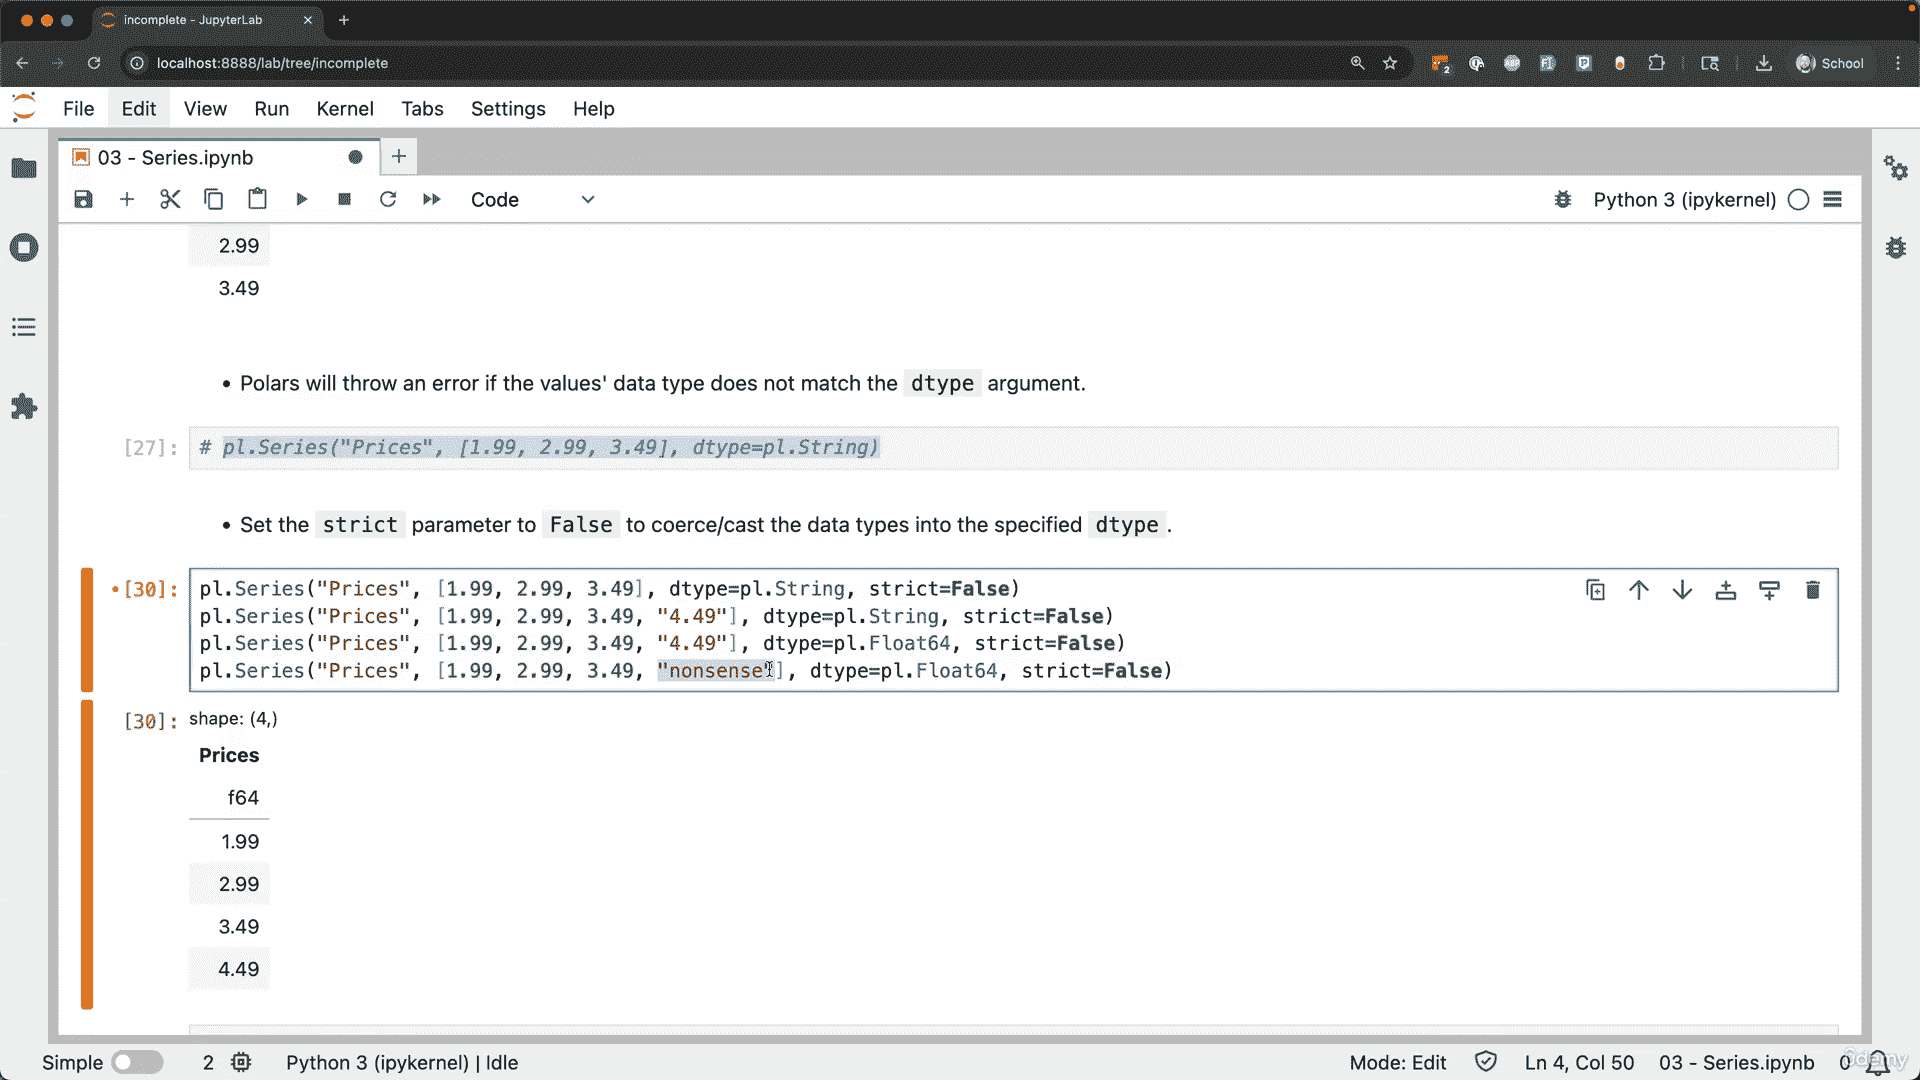 incomplete - JupyterLab
localhost:8888/lab/tree/incomplete
2
School
File Edit View Run Kernel Tabs Settings Help
03 - Series.ipynb
Code
Python 3 (ipykernel)
2.99
3.49
• Polars will throw an error if the values' data type does not match the dtype argument.
[27]: # pl.Series("Prices", [1.99, 2.99, 3.49], dtype=pl.String)
• Set the strict parameter to False to coerce/cast the data types into the specified dtype.
[30]: pl.Series("Prices", [1.99, 2.99, 3.49], dtype=pl.String, strict=False)
pl.Series("Prices", [1.99, 2.99, 3.49, "4.49"], dtype=pl.String, strict=False)
pl.Series("Prices", [1.99, 2.99, 3.49, "4.49"], dtype=pl.Float64, strict=False)
pl.Series("Prices", [1.99, 2.99, 3.49, "nonsense"], dtype=pl.Float64, strict=False)
[30]: shape: (4,)
Prices
f64
1.99
2.99
3.49
4.49
Simple 2 Python 3 (ipykernel) | Idle Mode: Edit Ln 4, Col 50 03 - Series.ipynb 0
udemy